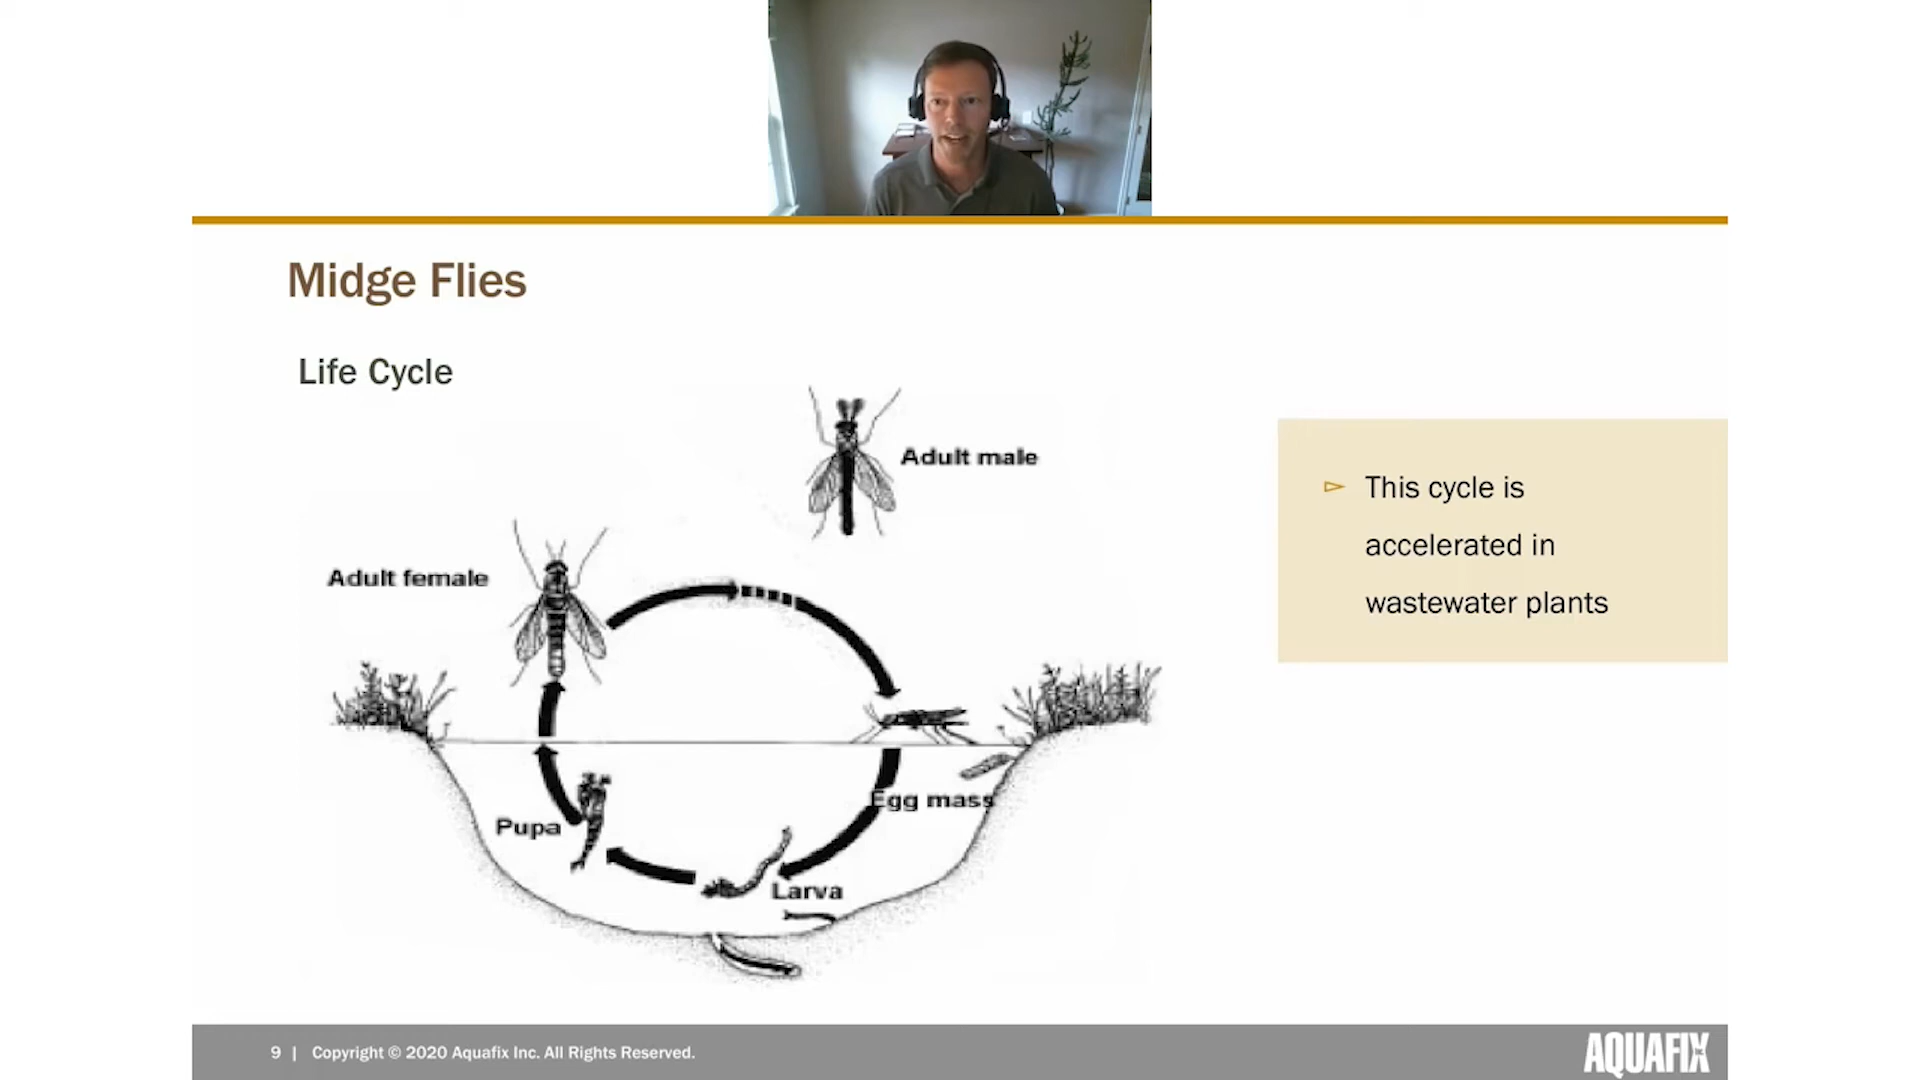 Midge Flies
Life Cycle
Adult male
Adult female
Egg mass
Pupa
Larva
This cycle is
accelerated in
wastewater plants
9 | Copyright © 2020 Aquafix Inc. All Rights Reserved.
AQUAFIX